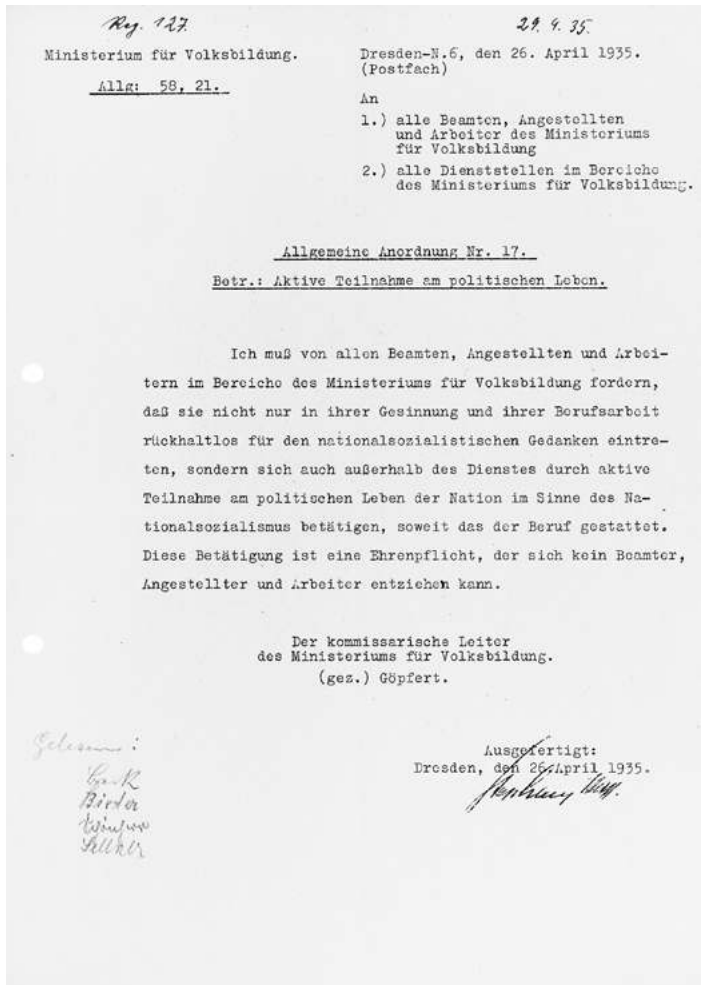 Reg. 127.
29. 4. 35.
Ministerium für Volksbildung.
Allg: 58, 21.
Dresden-N.6, den 26. April 1935.
(Postfach)
An
1.) alle Beamten, Angestellten
und Arbeiter des Ministeriums
für Volksbildung
2.) alle Dienststellen im Bereiche
des Ministeriums für Volksbildung.
Allgemeine Anordnung Nr. 17.
Betr.: Aktive Teilnahme am politischen Leben.
Ich muß von allen Beamten, Angestellten und Arbei-
tern im Bereiche des Ministeriums für Volksbildung fordern,
daß sie nicht nur in ihrer Gesinnung und ihrer Berufsarbeit
rückhaltlos für den nationalsozialistischen Gedanken eintre-
ten, sondern sich auch außerhalb des Dienstes durch aktive
Teilnahme am politischen Leben der Nation im Sinne des Na-
tionalsozialismus betätigen, soweit das der Beruf gestattet.
Diese Betätigung ist eine Ehrenpflicht, der sich kein Beamter,
Angestellter und Arbeiter entziehen kann.
Der kommissarische Leiter
des Ministeriums für Volksbildung.
(gez.) Göpfert.
Gelesen:
Ausgefertigt:
Dresden, den 26.April 1935.